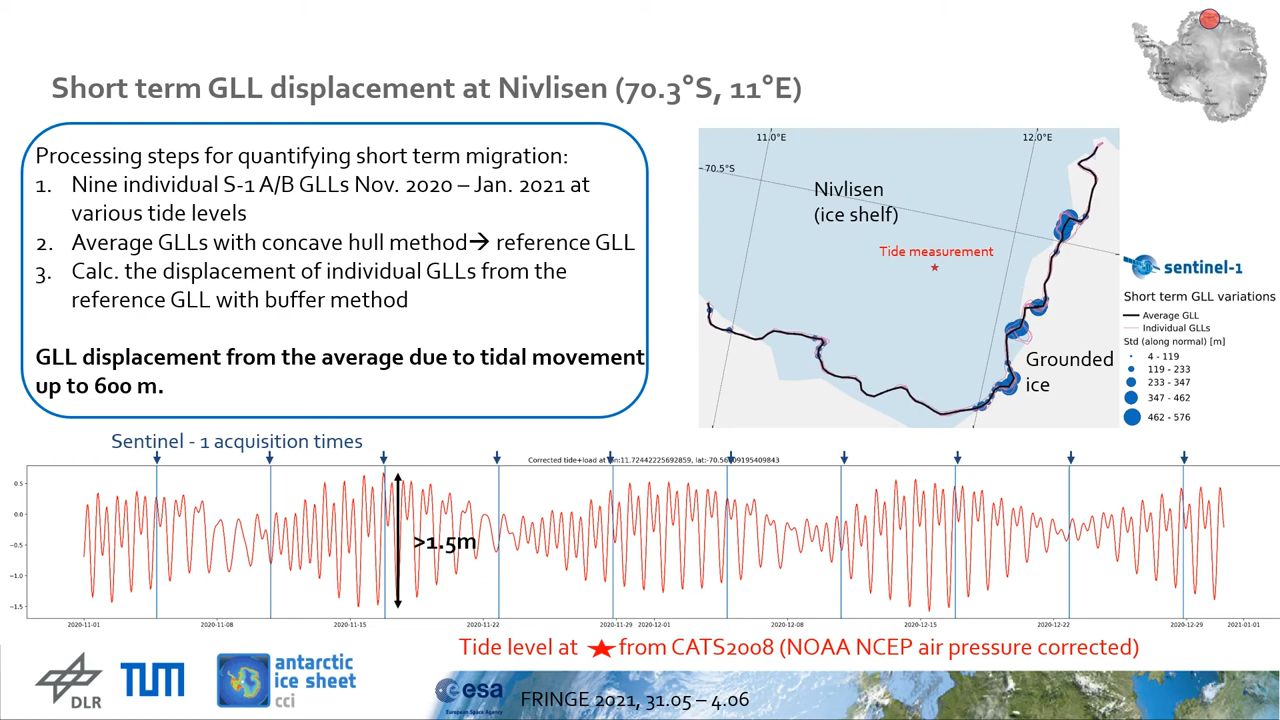 Short term GLL displacement at Nivlisen (70.3°S, 11°E)
Processing steps for quantifying short term migration:
1. Nine individual S-1 A/B GLLs Nov. 2020 – Jan. 2021 at
various tide levels
2. Average GLLs with concave hull method→ reference GLL
3. Calc. the displacement of individual GLLs from the
reference GLL with buffer method
GLL displacement from the average due to tidal movement
up to 600 m.
11.0°E
12.0°E
70.5°S
Nivlisen
(ice shelf)
Tide measurement
Grounded
ice
sentinel-1
Short term GLL variations
Average GLL
Individual GLLs
Std (along normal) [m]
4 - 119
119 - 233
233 - 347
347 - 462
462 - 576
Sentinel - 1 acquisition times
Corrected tide+load at
0.5
0.0
-0.5
-1.0
-1.5
>1.5m
2020-11-01
2020-11-08
2020-11-15
2020-11-22
2020-11-29
2020-12-01
2020-12-08
2020-12-15
2020-12-22
2020-12-29
2021-01-01
Tide level at ★ from CATS2008 (NOAA NCEP air pressure corrected)
DLR
TUM
antarctic
ice sheet
cci
esa
European Space Agency
FRINGE 2021, 31.05 – 4.06